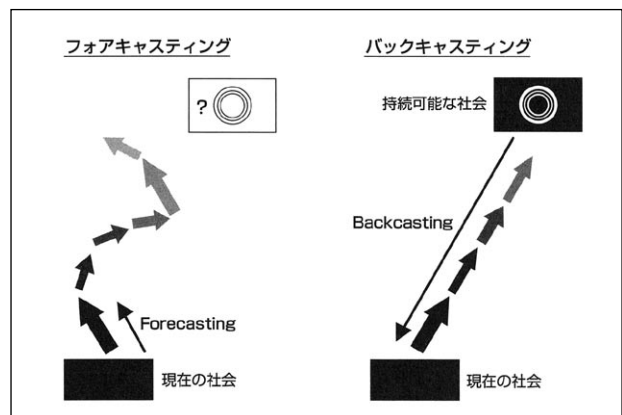 フォアキャスティング
?
Forecasting
現在の社会
バックキャスティング
持続可能な社会
Backcasting
現在の社会